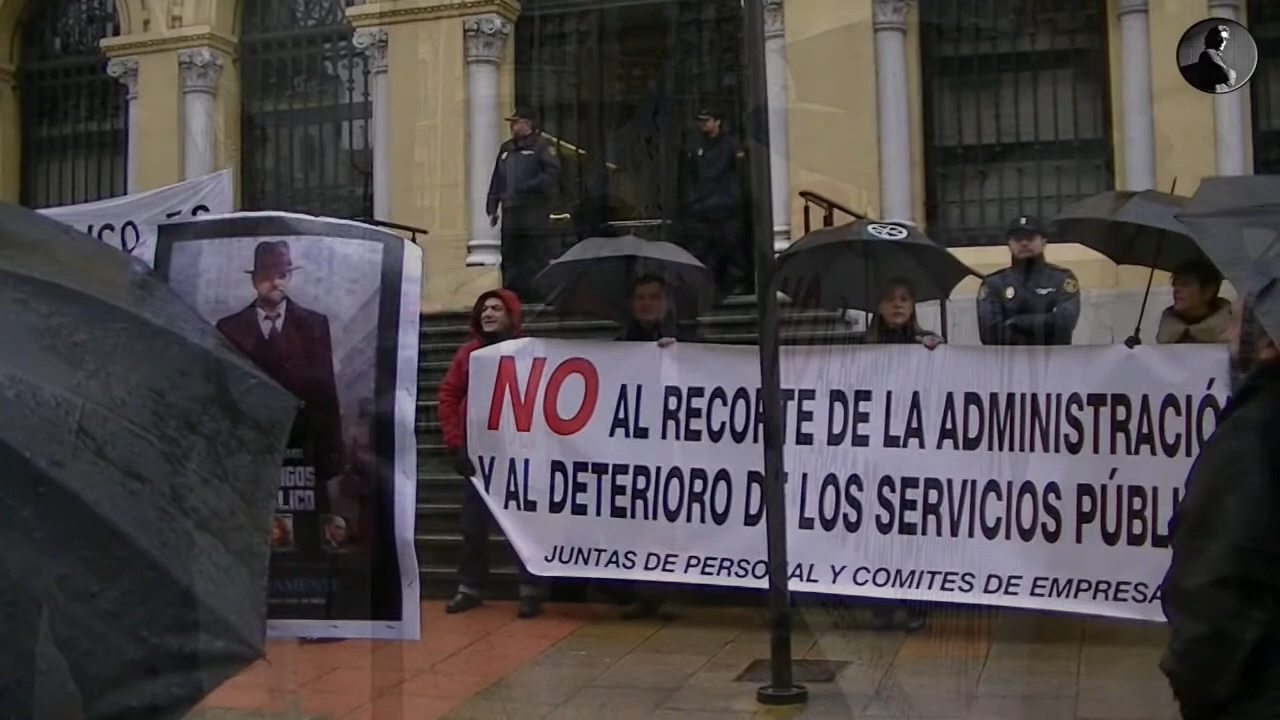 NO AL RECORTE DE LA ADMINISTRACIÓ
Y AL DETERIORO DE LOS SERVICIOS PÚBL
JUNTAS DE PERSONAL Y COMITES DE EMPRESA